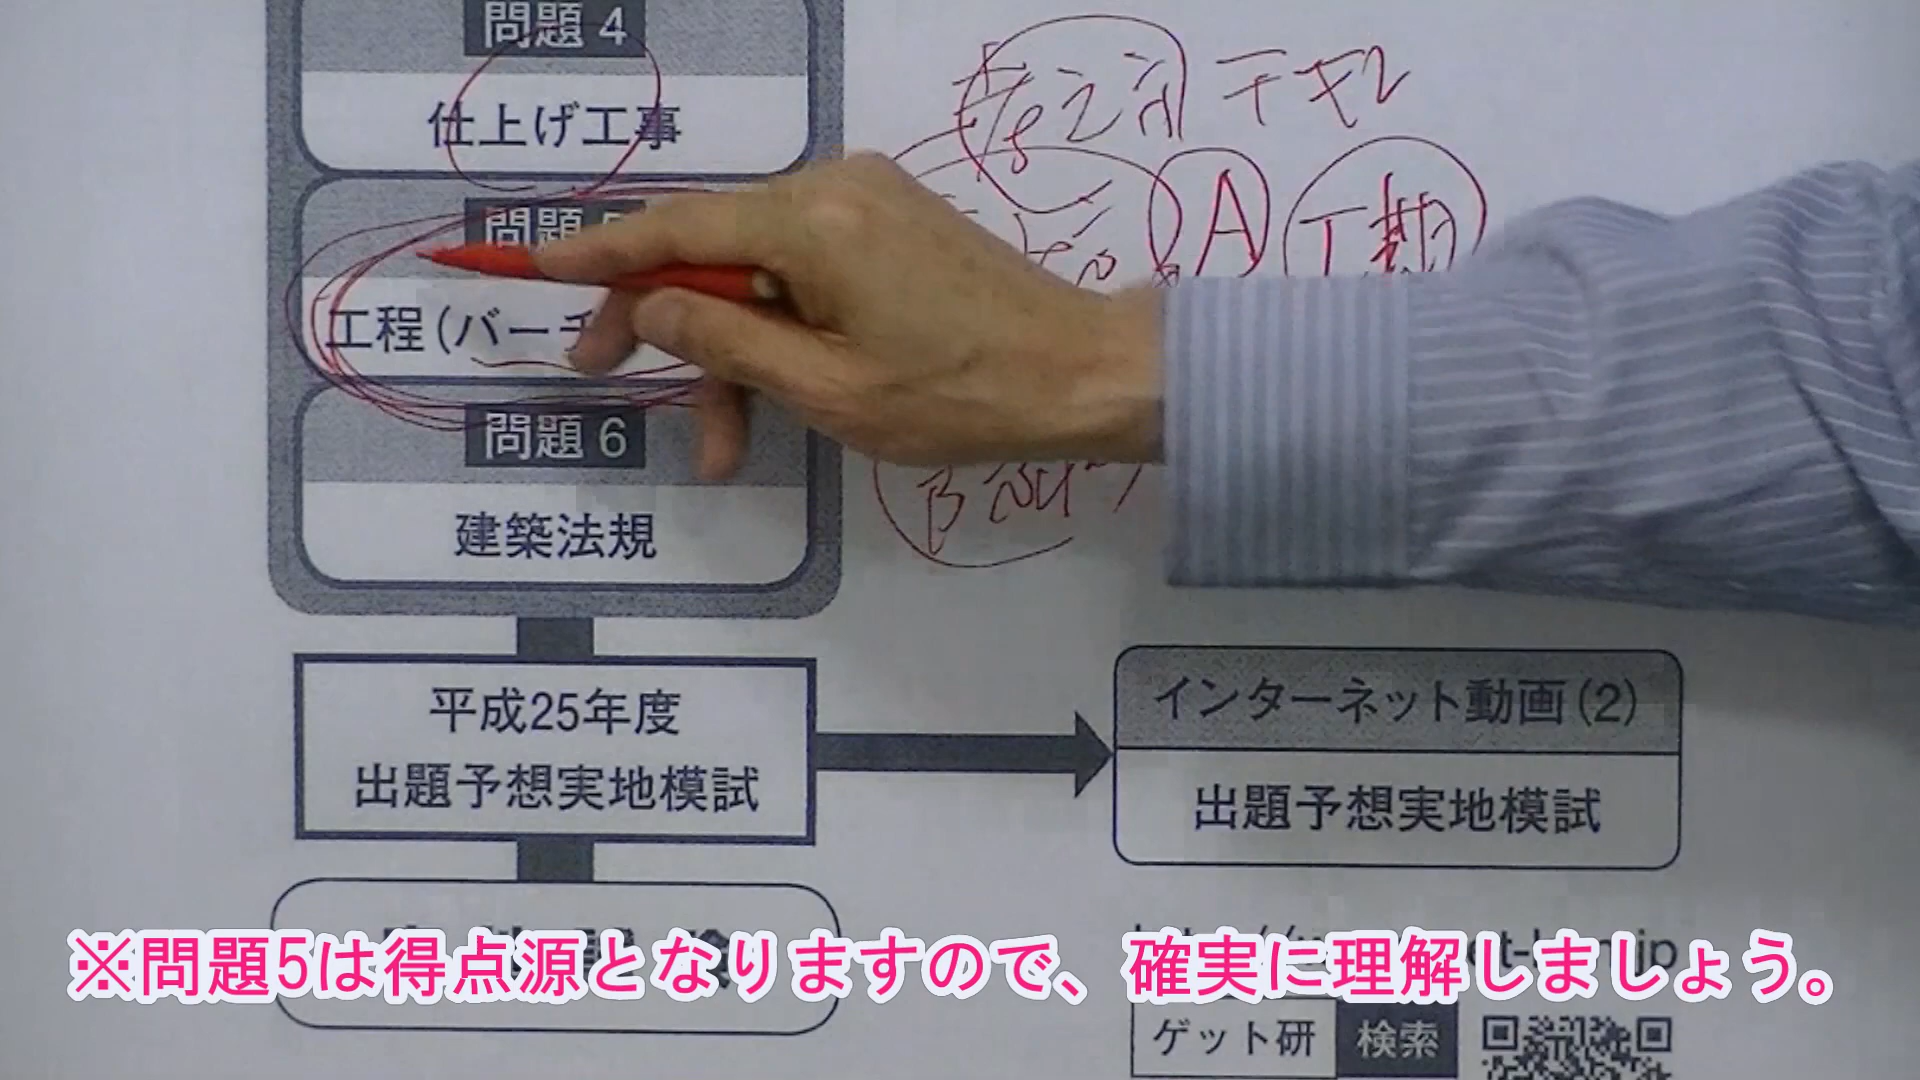 問題 4
仕上げ工事
問題
工程(バーチ
問題 6
建築法規
A
工期
B
平成25年度
出題予想実地模試
インターネット動画(2)
出題予想実地模試
※問題5は得点源となりますので、確実に理解しましょう。
ゲット研 検索